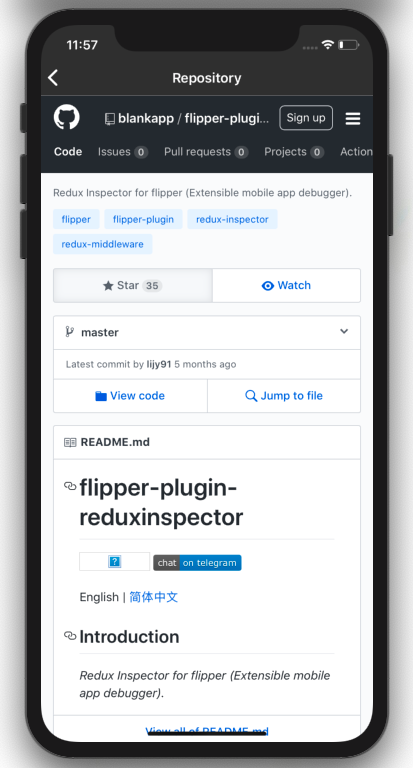 11:57
Repository
blankapp / flipper-plugi...
Sign up
Code
Issues 0
Pull requests 0
Projects 0
Action
Redux Inspector for flipper (Extensible mobile app debugger).
flipper
flipper-plugin
redux-inspector
redux-middleware
Star 35
Watch
master
Latest commit by lijy91 5 months ago
View code
Jump to file
README.md
flipper-plugin-
reduxinspector
?
chat on telegram
English | 简体中文
Introduction
Redux Inspector for flipper (Extensible mobile
app debugger).
View all of README.md